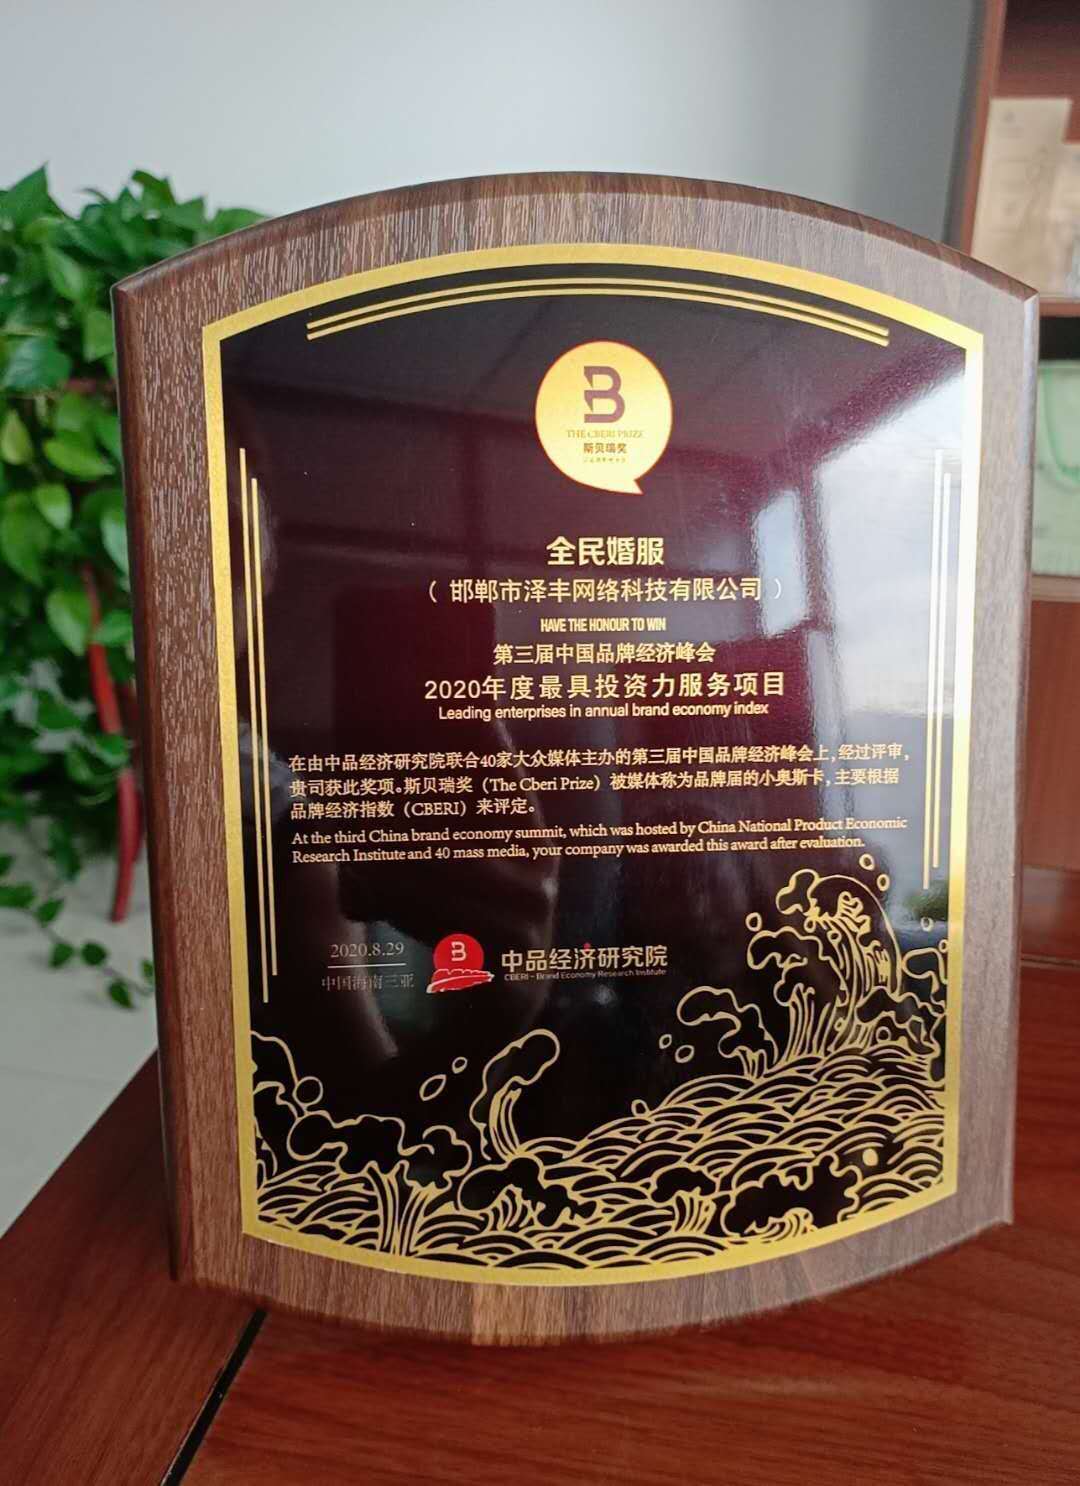 B
THE CBERI PRIZE
斯贝瑞奖
全民婚服
（ 邯郸市泽丰网络科技有限公司 ）
HAVE THE HONOUR TO WIN
第三届中国品牌经济峰会
2020年度最具投资力服务项目
Leading enterprises in annual brand economy index
在由中品经济研究院联合40家大众媒体主办的第三届中国品牌经济峰会上,经过评审,
贵司获此奖项。斯贝瑞奖（The Cberi Prize）被媒体称为品牌届的小奥斯卡,主要根据
品牌经济指数（CBERI）来评定。
At the third China brand economy summit, which was hosted by China National Product Economic
Research Institute and 40 mass media, your company was awarded this award after evaluation.
2020.8.29
中国海南三亚
B
中品经济研究院
CBERI - Brand Economy Research Institute